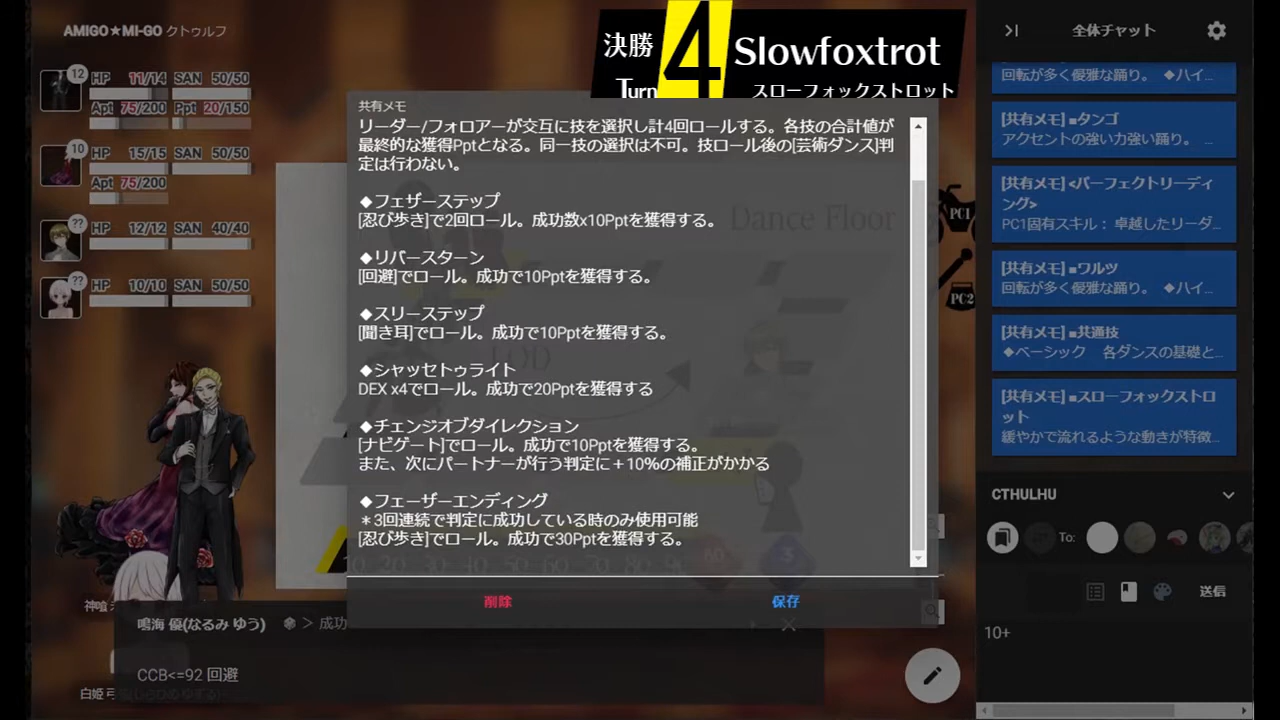 AMIGO★MI-GO クトゥルフ
12
HP 11/14 SAN 50/50
Apt 75/200 Ppt 20/150
10
HP 15/15 SAN 50/50
Apt 75/200
??
HP 12/12 SAN 40/40
??
HP 10/10 SAN 50/50
決勝 4 Slowfoxtrot
Turn スローフォックストロット
共有メモ
リーダー/フォロアーが交互に技を選択し計4回ロールする。各技の合計値が
最終的な獲得Pptとなる。同一技の選択は不可。技ロール後の[芸術ダンス]判
定は行わない。
◆フェザーステップ
[忍び歩き]で2回ロール。成功数x10Pptを獲得する。
◆リバースターン
[回避]でロール。成功で10Pptを獲得する。
◆スリーステップ
[聞き耳]でロール。成功で10Pptを獲得する。
◆シャッセトゥライト
DEX x4でロール。成功で20Pptを獲得する
◆チェンジオブダイレクション
[ナビゲート]でロール。成功で10Pptを獲得する。
また、次にパートナーが行う判定に＋10%の補正がかかる
◆フェーザーエンディング
＊3回連続で判定に成功している時のみ使用可能
[忍び歩き]でロール。成功で30Pptを獲得する。
削除
保存
Dance Floor
LOD
PC1
PC2
神喰
鳴海 優(なるみ ゆう)
＞ 成功
CCB<=92 回避
白姫 弓
全体チャット
回転が多く優雅な踊り。 ◆ハイ...
[共有メモ] ■タンゴ
アクセントの強い力強い踊り。 ...
[共有メモ] <パーフェクトリーディ
ング>
PC1固有スキル： 卓越したリーダ...
[共有メモ] ■ワルツ
回転が多く優雅な踊り。 ◆ハイ...
[共有メモ] ■共通技
◆ベーシック 各ダンスの基礎と...
[共有メモ] ■スローフォックストロ
ット
緩やかで流れるような動きが特徴...
CTHULHU
To:
送信
10+